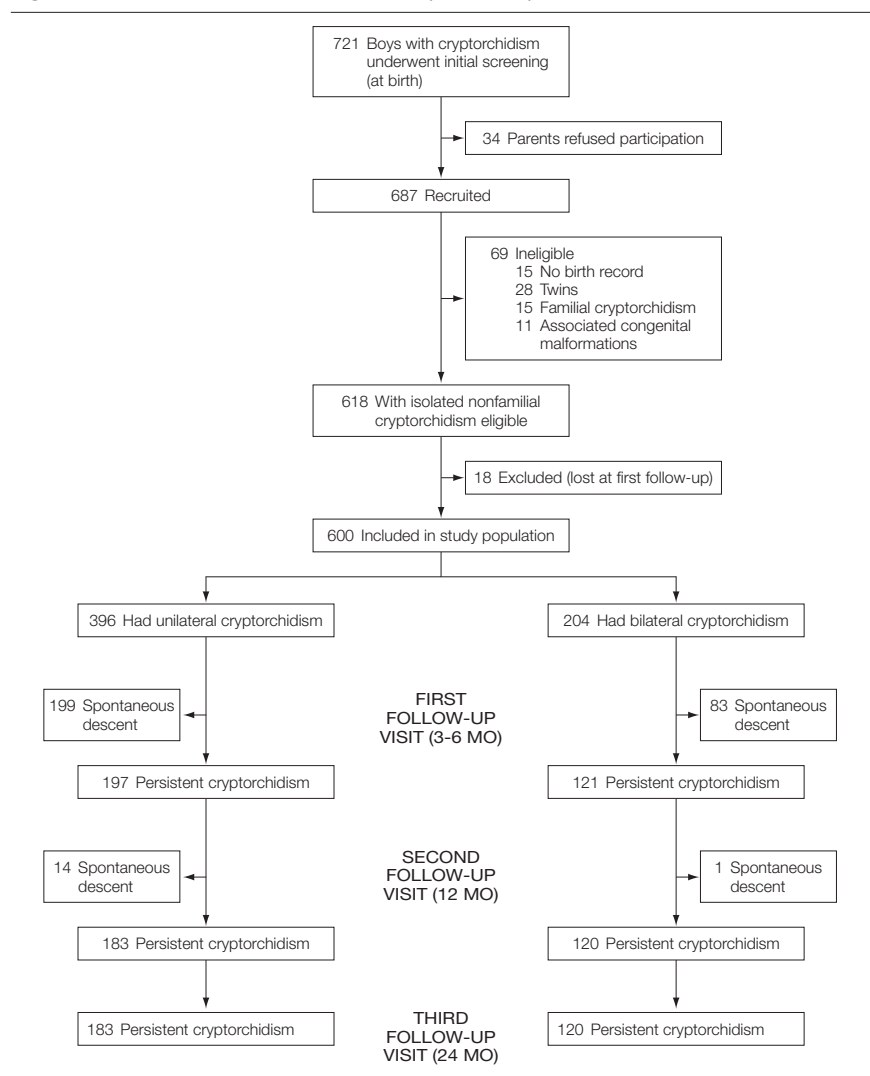 721 Boys with cryptorchidism
underwent initial screening
(at birth)
34 Parents refused participation
687 Recruited
69 Ineligible
15 No birth record
28 Twins
15 Familial cryptorchidism
11 Associated congenital
malformations
618 With isolated nonfamilial
cryptorchidism eligible
18 Excluded (lost at first follow-up)
600 Included in study population
396 Had unilateral cryptorchidism
204 Had bilateral cryptorchidism
199 Spontaneous
descent
FIRST
FOLLOW-UP
VISIT (3-6 MO)
83 Spontaneous
descent
197 Persistent cryptorchidism
121 Persistent cryptorchidism
14 Spontaneous
descent
SECOND
FOLLOW-UP
VISIT (12 MO)
1 Spontaneous
descent
183 Persistent cryptorchidism
120 Persistent cryptorchidism
183 Persistent cryptorchidism
THIRD
FOLLOW-UP
VISIT (24 MO)
120 Persistent cryptorchidism